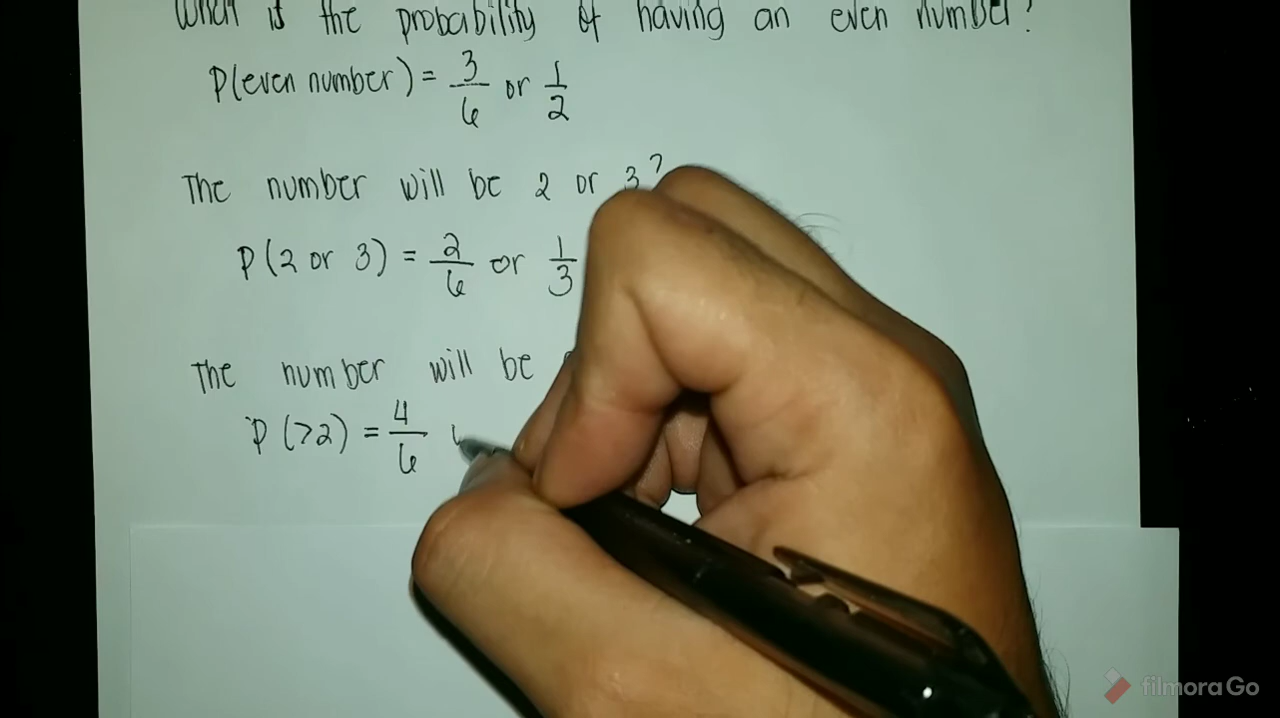 What is the probability of having an even number?
P(even number) = 3/6 or 1/2
The number will be 2 or 3?
P(2 or 3) = 2/6 or 1/3
The number will be
P(>2) = 4/6
filmoraGo